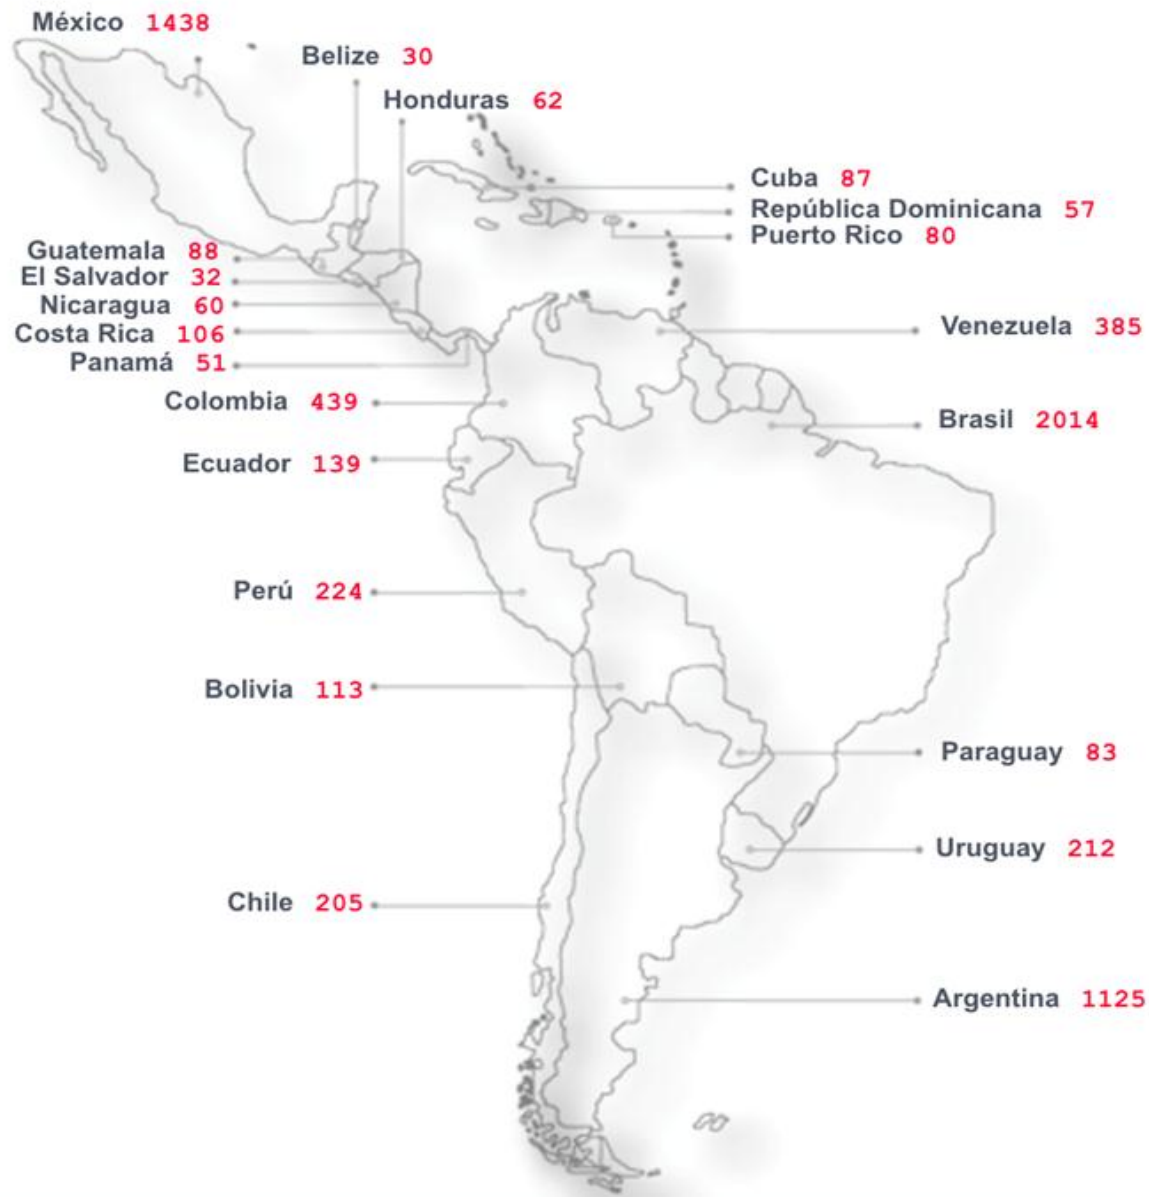 México 1438
Belize 30
Honduras 62
Cuba 87
República Dominicana 57
Puerto Rico 80
Guatemala 88
El Salvador 32
Nicaragua 60
Costa Rica 106
Panamá 51
Venezuela 385
Colombia 439
Brasil 2014
Ecuador 139
Perú 224
Bolivia 113
Paraguay 83
Uruguay 212
Chile 205
Argentina 1125